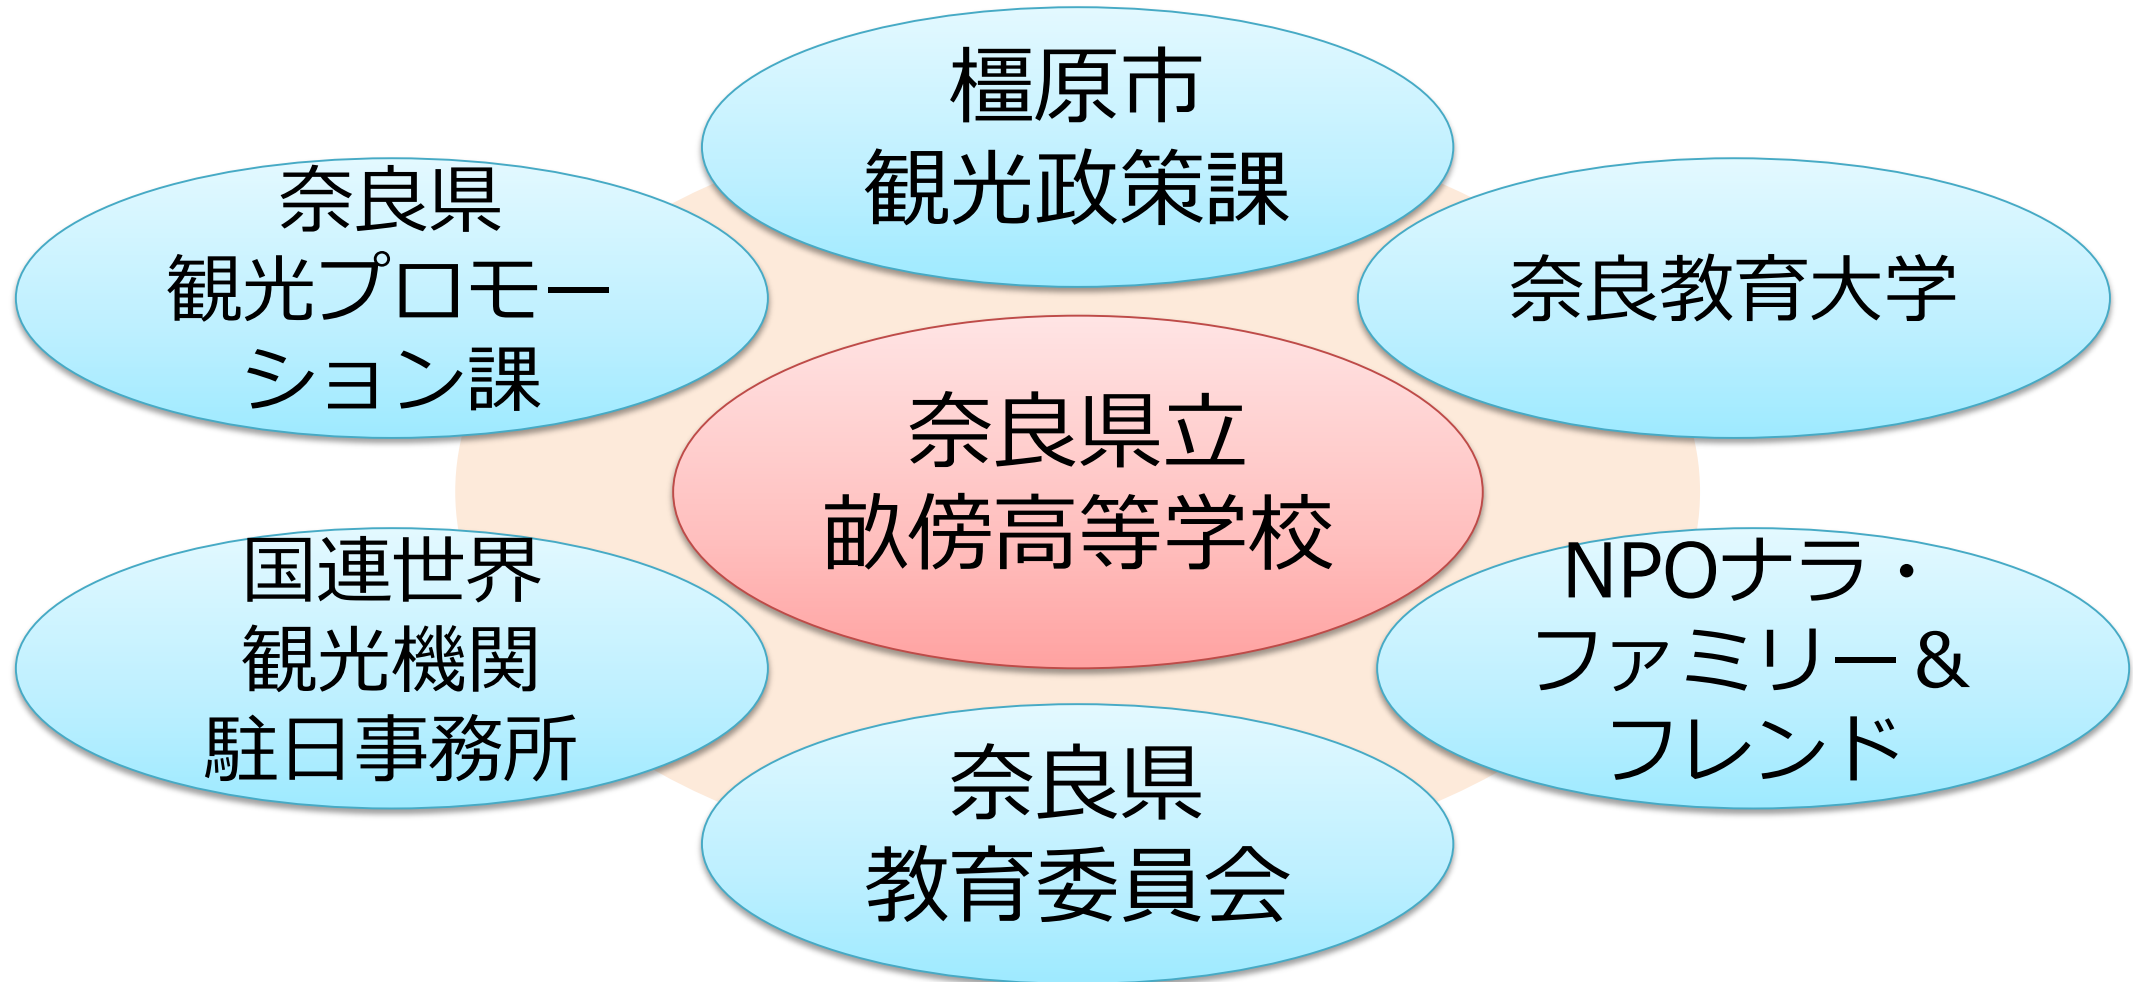 橿原市
観光政策課
奈良県
観光プロモー
ション課
奈良教育大学
奈良県立
畝傍高等学校
国連世界
観光機関
駐日事務所
NPOナラ・
ファミリー＆
フレンド
奈良県
教育委員会